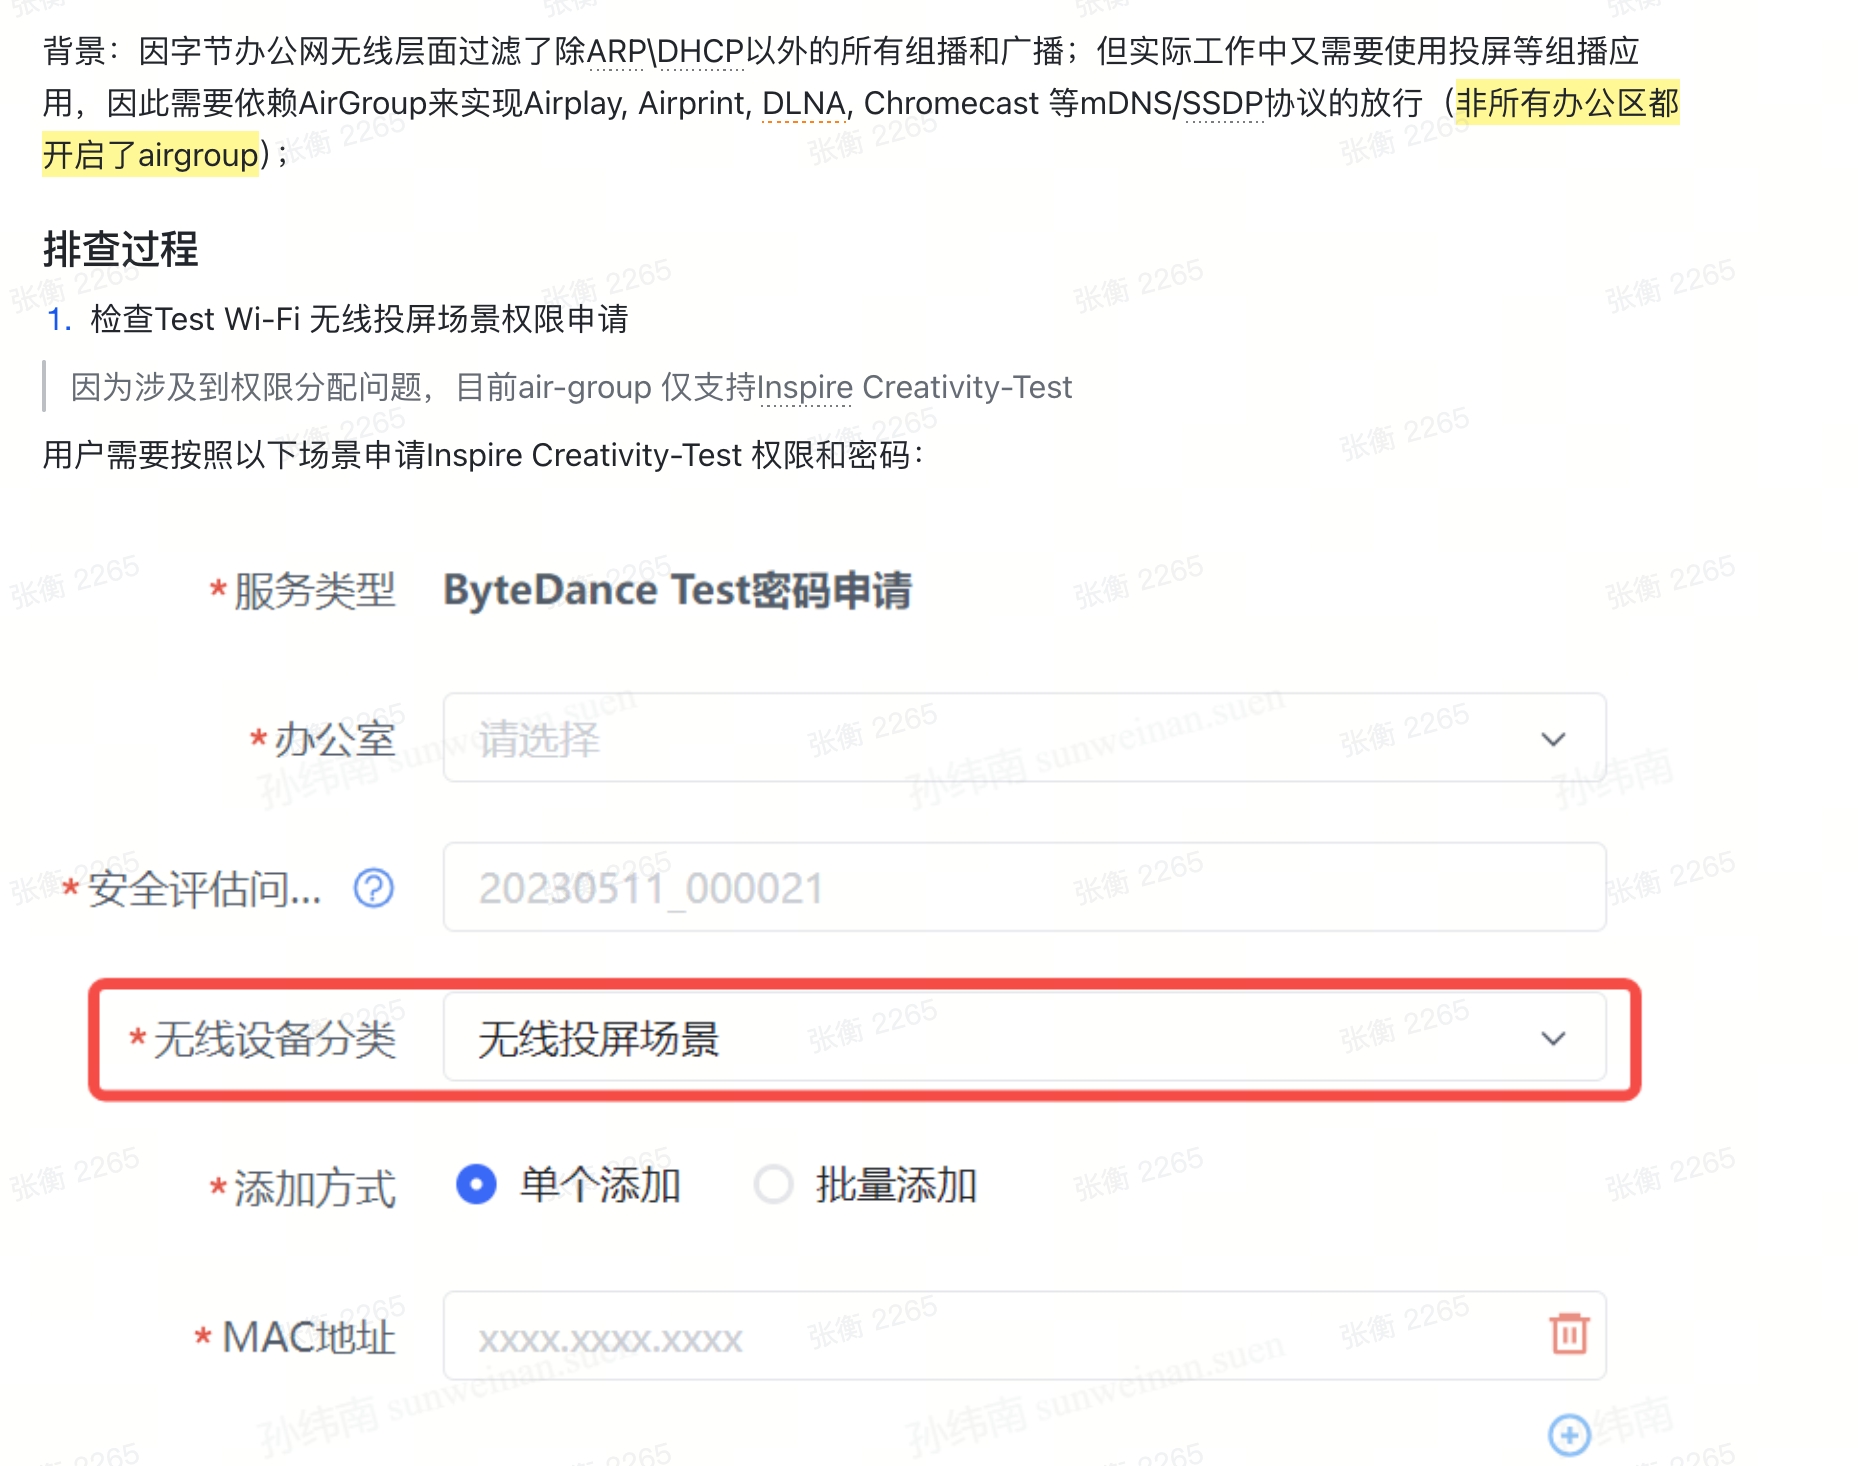 背景：因字节办公网无线层面过滤了除ARP\DHCP以外的所有组播和广播；但实际工作中又需要使用投屏等组播应
用，因此需要依赖AirGroup来实现Airplay, Airprint, DLNA, Chromecast 等mDNS/SSDP协议的放行（非所有办公区都
开启了airgroup）；
排查过程
1. 检查Test Wi-Fi 无线投屏场景权限申请
因为涉及到权限分配问题，目前air-group 仅支持Inspire Creativity-Test
用户需要按照以下场景申请Inspire Creativity-Test 权限和密码：
*服务类型 ByteDance Test密码申请
*办公室 请选择
*安全评估问... 20230511_000021
*无线设备分类 无线投屏场景
*添加方式 单个添加 批量添加
*MAC地址 xxxx.xxxx.xxxx
张衡 2265
孙纬南 sunweinan.suen